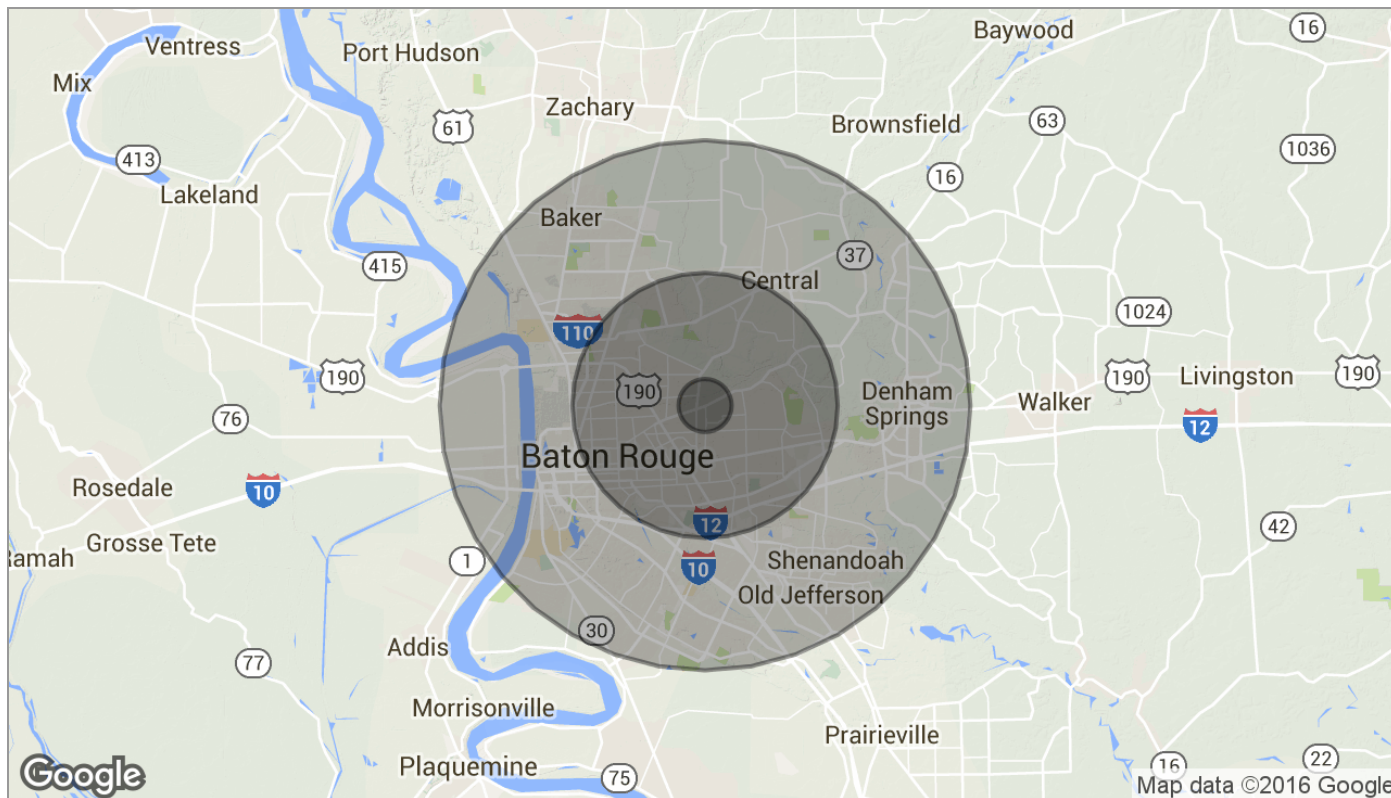 Baywood
16
Ventress
Port Hudson
Mix
Zachary
61
Brownsfield
63
1036
413
16
Lakeland
Baker
37
415
Central
1024
110
190
190
190
190
Livingston
Denham
Springs
Walker
76
12
Baton Rouge
Rosedale
10
12
42
Grosse Tete
Ramah
1
10
Shenandoah
Old Jefferson
30
Addis
77
Morrisonville
Prairieville
Plaquemine
75
16
22
Google
Map data ©2016 Google